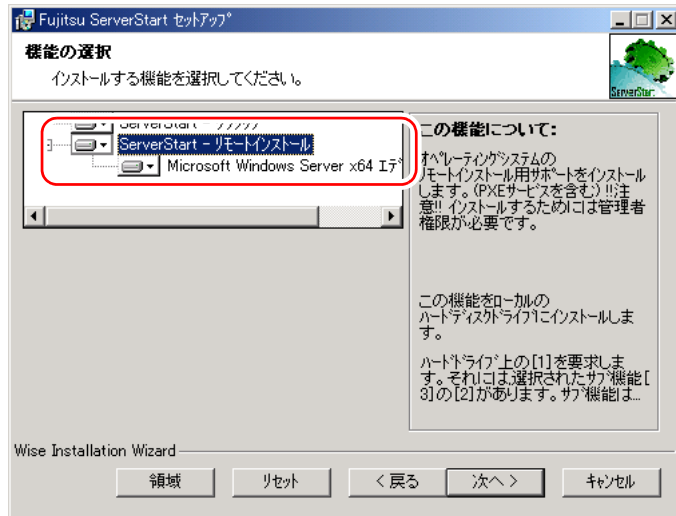 Fujitsu ServerStart セットアップ
機能の選択
インストールする機能を選択してください。
ServerStart
ServerStart -
ServerStart - リモートインストール
Microsoft Windows Server x64 エデ
この機能について:
オペレーティングシステムの
リモートインストール用サポートをインストール
します。(PXEサービスを含む) !!注
意!! インストールするためには管理者
権限が必要です。
この機能をローカルの
ハードディスクドライブにインストールしま
す。
ハードドライブ上の[1]を要求しま
す。それには選択されたサブ機能[
3]の[2]があります。サブ機能は...
Wise Installation Wizard
領域
リセット
< 戻る
次へ >
キャンセル